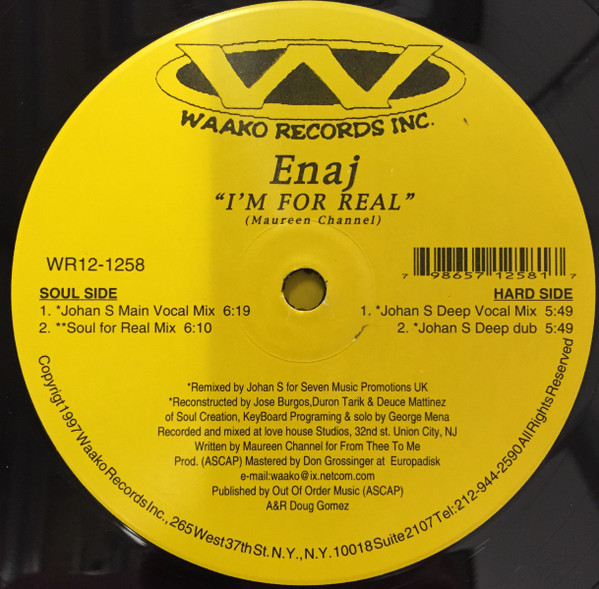 W
WAAKO RECORDS INC.
Enaj
“I'M FOR REAL”
(Maureen Channel)
WR12-1258
7 98657 12581 7
SOUL SIDE
1. *Johan S Main Vocal Mix 6:19
2. **Soul for Real Mix 6:10
HARD SIDE
1. *Johan S Deep Vocal Mix 5:49
2. *Johan S Deep dub 5:49
*Remixed by Johan S for Seven Music Promotions UK
*Reconstructed by Jose Burgos,Duron Tarik & Deuce Mattinez
of Soul Creation, KeyBoard Programing & solo by George Mena
Recorded and mixed at love house Studios, 32nd st. Union City, NJ
Written by Maureen Channel for From Thee To Me
Prod. (ASCAP) Mastered by Don Grossinger at Europadisk
e-mail:waako@ix.netcom.com
Published by Out Of Order Music (ASCAP)
A&R Doug Gomez
Copyrigt 1997 Waako Records Inc., 265 West 37th St. N.Y., N.Y. 10018 Suite 2107 Tel: 212-944-2590 All Rights Reserved